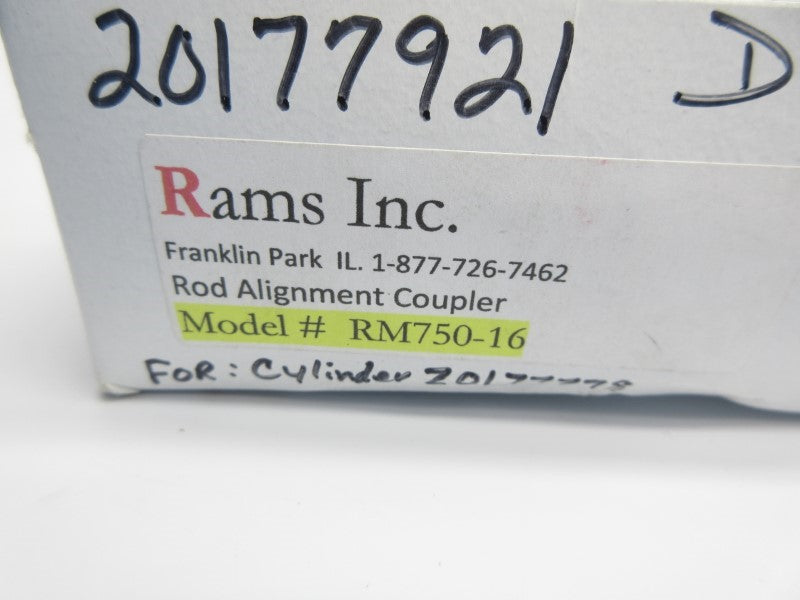 20177921 D
Rams Inc.
Franklin Park IL. 1-877-726-7462
Rod Alignment Coupler
Model # RM750-16
FOR: Cylinder